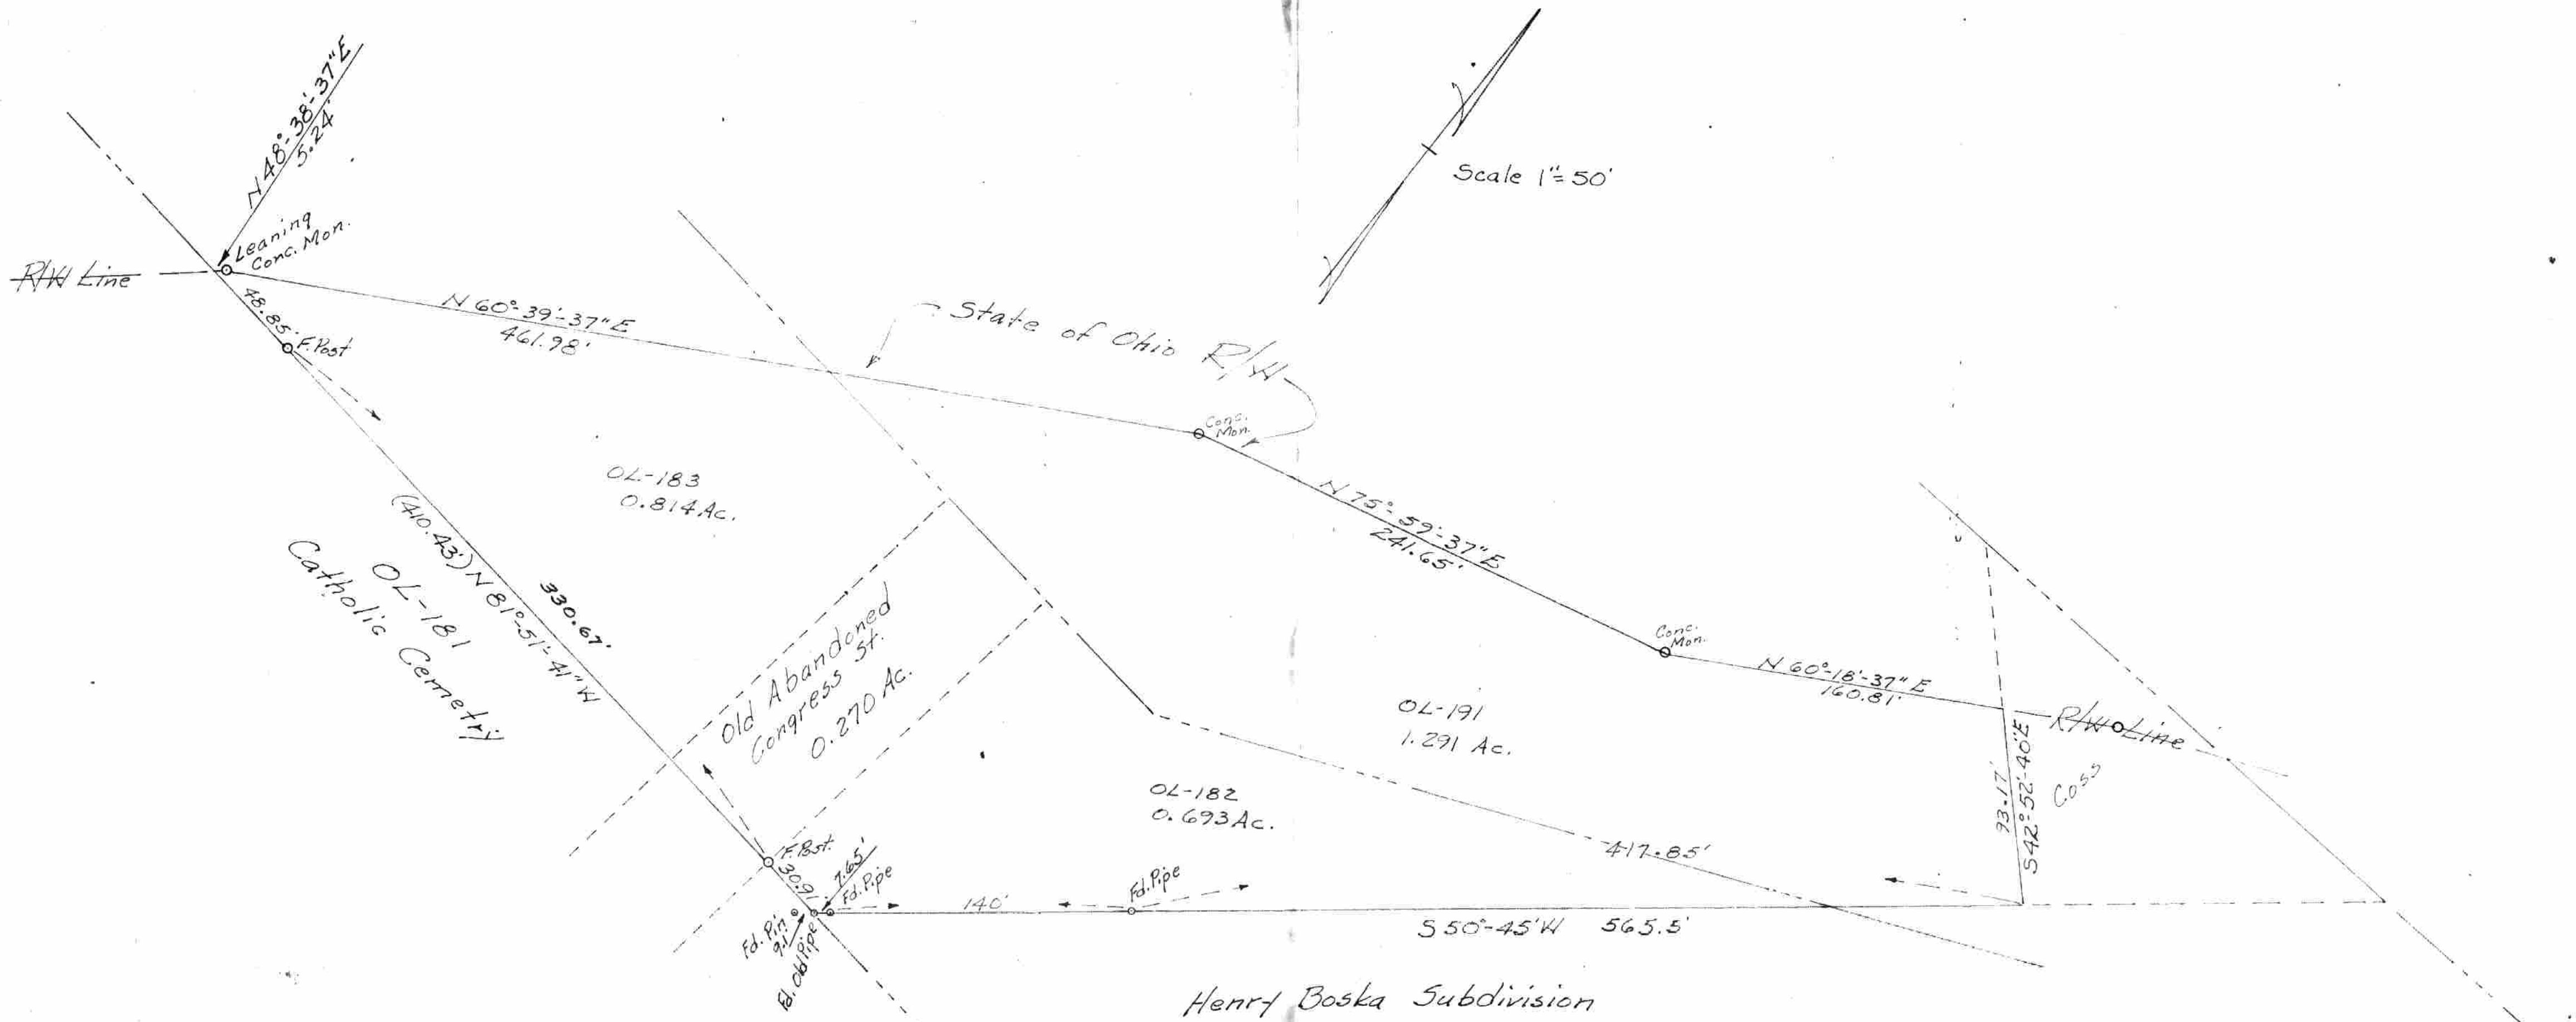 N 48°-38'-37" E
5.24'
Scale 1"=50'
Leaning
Conc. Mon.
R/W Line
48.85'
F. Post
N 60°-39'-37" E
461.98'
State of Ohio R/W
Conc.
Mon.
OL-183
0.814 Ac.
N 75°-59'-37" E
241.65'
(410.43') N 81°-51'-41" W
330.67'
OL-181
Catholic Cemetry
Old Abandoned
Congress St.
0.270 Ac.
Conc.
Mon.
N 60°-18'-37" E
160.81'
R/W Line
OL-191
1.291 Ac.
93.17'
S42°-52'-40"E
Coss
OL-182
0.693 Ac.
417.85'
F. Post.
30.91
7.65'
Fd. Pipe
140'
Fd. Pipe
Fd. Pin
9.1
Fd. Old Pipe
S 50°-45' W 565.5'
Henry Boska Subdivision